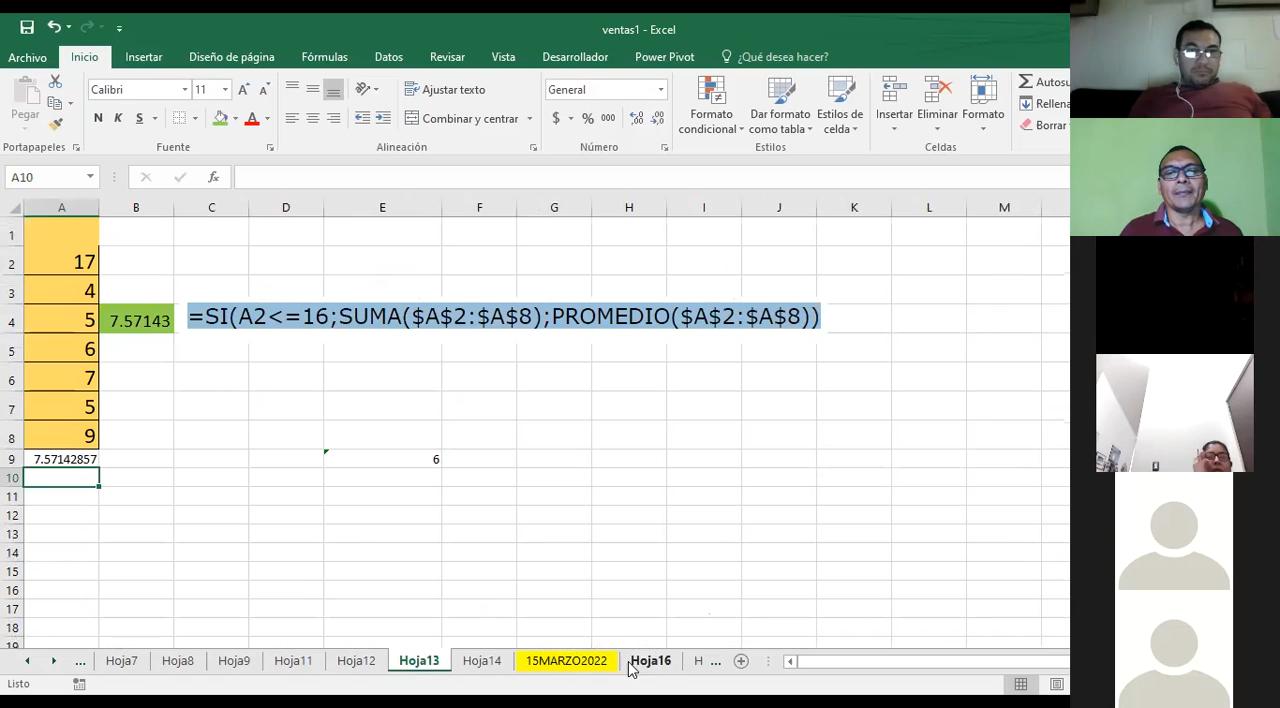 ventas1 - Excel
Archivo Inicio Insertar Diseño de página Fórmulas Datos Revisar Vista Desarrollador Power Pivot ¿Qué desea hacer?
Pegar
Calibri 11
N K S
Ajustar texto
Combinar y centrar
General
$ % 000
Formato condicional
Dar formato como tabla
Estilos de celda
Insertar Eliminar Formato
Autosu
Rellena
Borrar
Portapapeles Fuente Alineación Número Estilos Celdas
A10 fx
A B C D E G H I J K L M
1
2 17
3 4
4 5 7.57143 =SI(A2<=16;SUMA($A$2:$A$8);PROMEDIO($A$2:$A$8))
5 6
6 7
7 5
8 9
9 7.57142857 6
10
11
12
13
14
15
16
17
18
19
... Hoja7 Hoja8 Hoja9 Hoja11 Hoja12 Hoja13 Hoja14 15MARZO2022 Hoja16 H ...
Listo